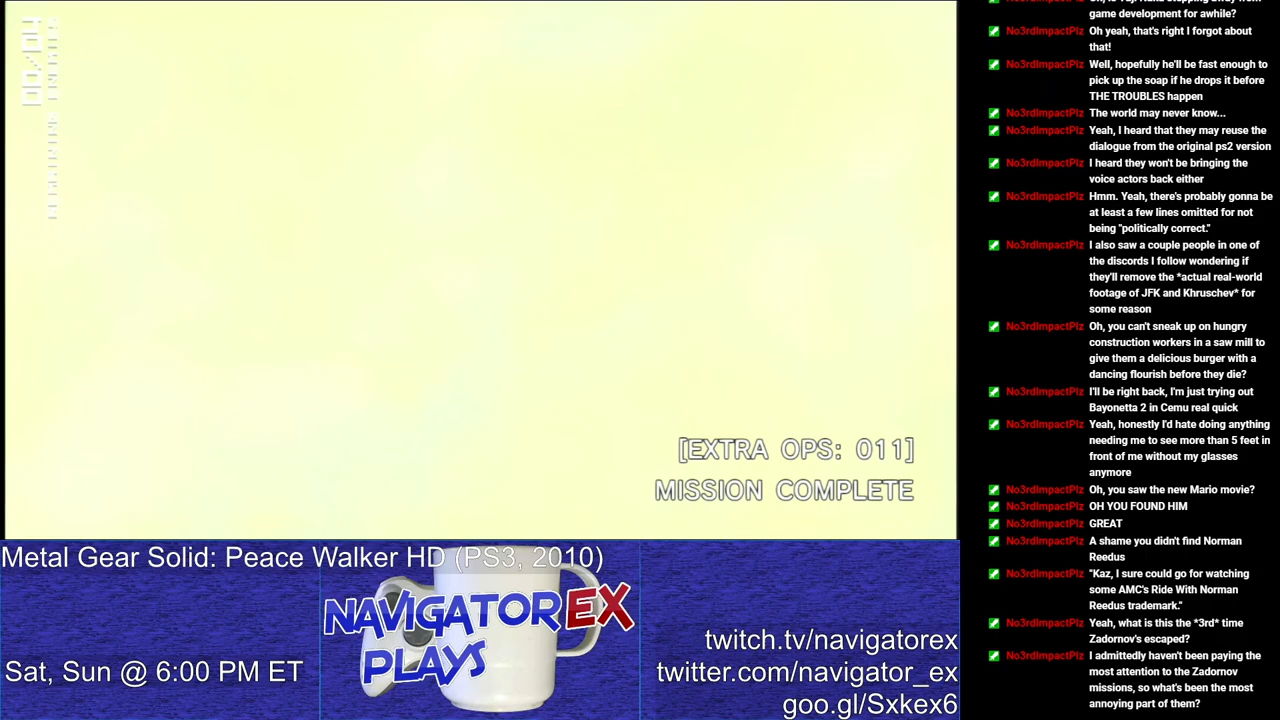 [EXTRA OPS: 011]
MISSION COMPLETE
Metal Gear Solid: Peace Walker HD (PS3, 2010)
Sat, Sun @ 6:00 PM ET
NAVIGATOREX
PLAYS
twitch.tv/navigatorex
twitter.com/navigator_ex
goo.gl/Sxkex6
game development for awhile?
No3rdImpactPlz Oh yeah, that's right I forgot about
that!
No3rdImpactPlz Well, hopefully he'll be fast enough to
pick up the soap if he drops it before
THE TROUBLES happen
No3rdImpactPlz The world may never know...
No3rdImpactPlz Yeah, I heard that they may reuse the
dialogue from the original ps2 version
No3rdImpactPlz I heard they won't be bringing the
voice actors back either
No3rdImpactPlz Hmm. Yeah, there's probably gonna be
at least a few lines omitted for not
being "politically correct."
No3rdImpactPlz I also saw a couple people in one of
the discords I follow wondering if
they'll remove the *actual real-world
footage of JFK and Khruschev* for
some reason
No3rdImpactPlz Oh, you can't sneak up on hungry
construction workers in a saw mill to
give them a delicious burger with a
dancing flourish before they die?
No3rdImpactPlz I'll be right back, I'm just trying out
Bayonetta 2 in Cemu real quick
No3rdImpactPlz Yeah, honestly I'd hate doing anything
needing me to see more than 5 feet in
front of me without my glasses
anymore
No3rdImpactPlz Oh, you saw the new Mario movie?
No3rdImpactPlz OH YOU FOUND HIM
No3rdImpactPlz GREAT
No3rdImpactPlz A shame you didn't find Norman
Reedus
No3rdImpactPlz "Kaz, I sure could go for watching
some AMC's Ride With Norman
Reedus trademark."
No3rdImpactPlz Yeah, what is this the *3rd* time
Zadornov's escaped?
No3rdImpactPlz I admittedly haven't been paying the
most attention to the Zadornov
missions, so what's been the most
annoying part of them?